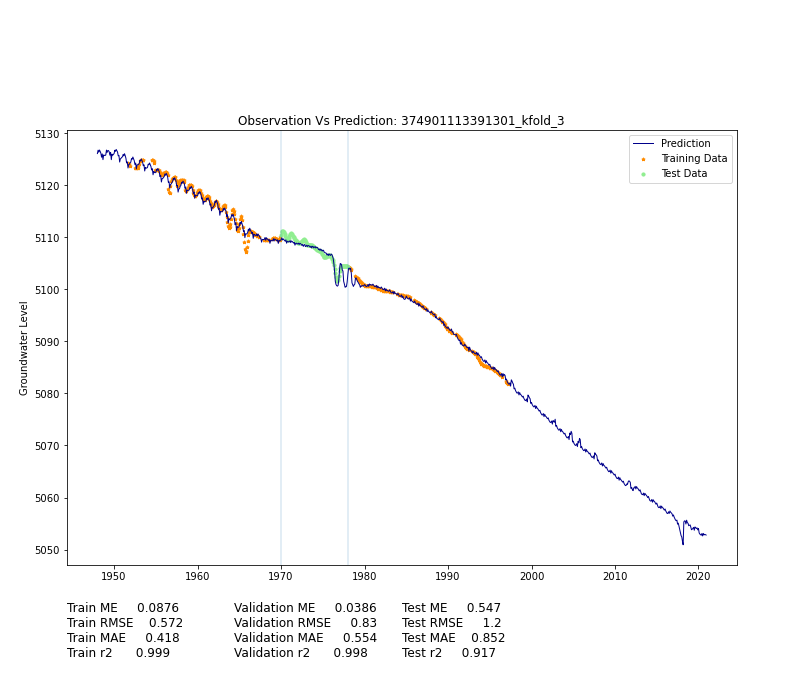 Observation Vs Prediction: 374901113391301_kfold_3
5130
5120
5110
5100
5090
5080
5070
5060
5050
Groundwater Level
Prediction
Training Data
Test Data
1950 1960 1970 1980 1990 2000 2010 2020
Train ME 0.0876 Validation ME 0.0386 Test ME 0.547
Train RMSE 0.572 Validation RMSE 0.83 Test RMSE 1.2
Train MAE 0.418 Validation MAE 0.554 Test MAE 0.852
Train r2 0.999 Validation r2 0.998 Test r2 0.917